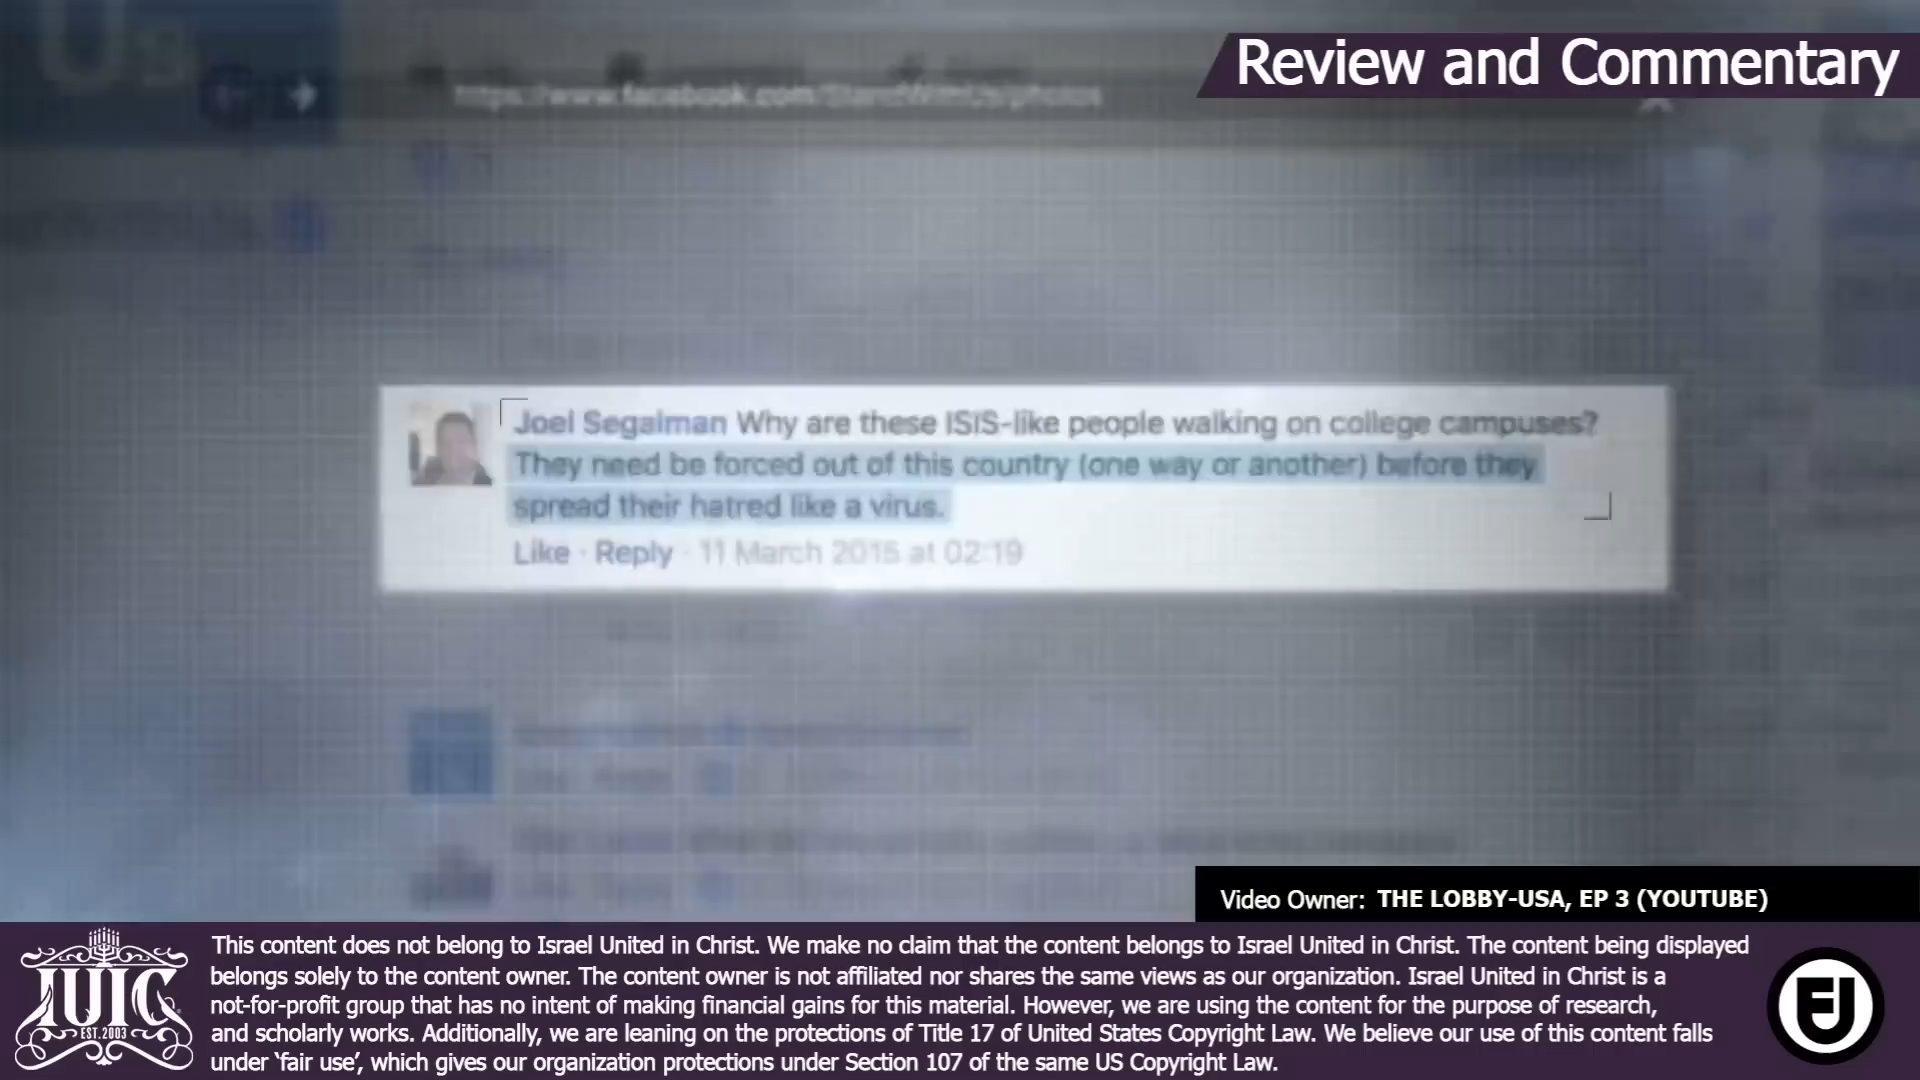 Review and Commentary
https://www.facebook.com/StandWithUs/photos
Joel Segalman Why are these ISIS-like people walking on college campuses?
They need be forced out of this country (one way or another) before they
spread their hatred like a virus.
Like · Reply · 11 March 2015 at 02:19
Video Owner: THE LOBBY-USA, EP 3 (YOUTUBE)
This content does not belong to Israel United in Christ. We make no claim that the content belongs to Israel United in Christ. The content being displayed
belongs solely to the content owner. The content owner is not affiliated nor shares the same views as our organization. Israel United in Christ is a
not-for-profit group that has no intent of making financial gains for this material. However, we are using the content for the purpose of research,
and scholarly works. Additionally, we are leaning on the protections of Title 17 of United States Copyright Law. We believe our use of this content falls
under ‘fair use’, which gives our organization protections under Section 107 of the same US Copyright Law.
IUIC
EST. 2003